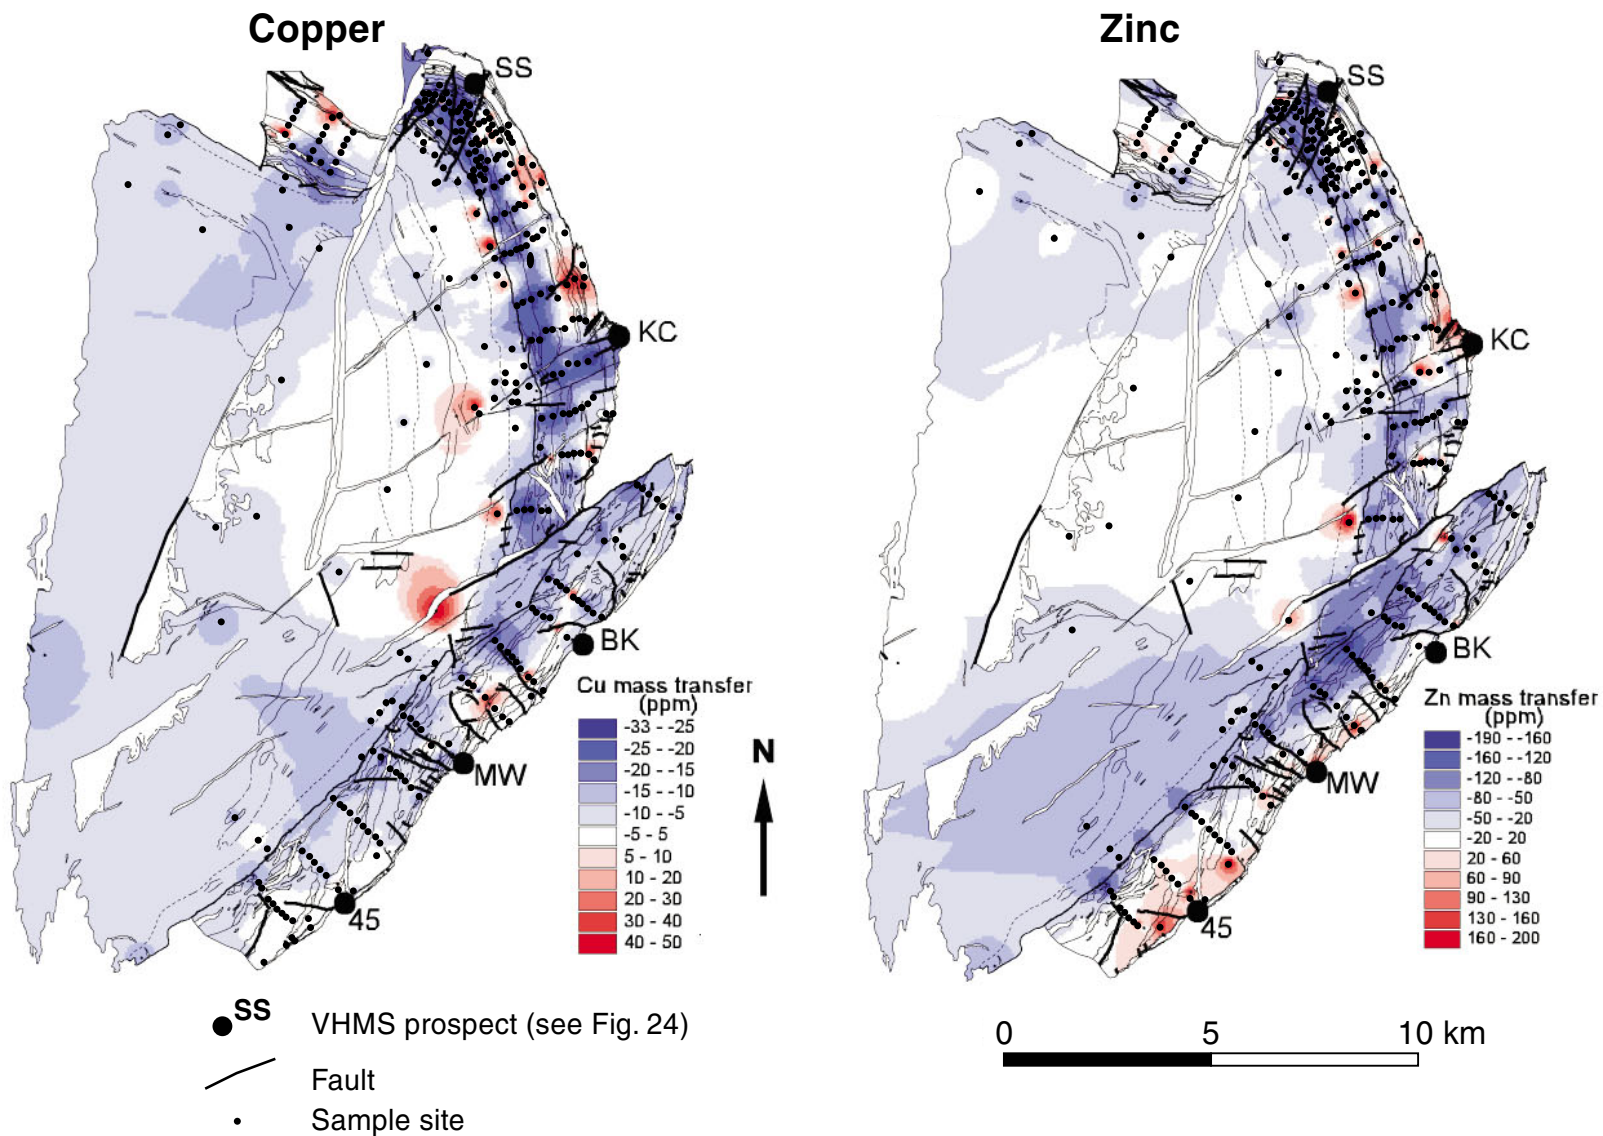 Copper
Zinc
SS
SS
KC
KC
BK
BK
Cu mass transfer
(ppm)
-33 - -25
-25 - -20
-20 - -15
-15 - -10
-10 - -5
-5 - 5
5 - 10
10 - 20
20 - 30
30 - 40
40 - 50
Zn mass transfer
(ppm)
-190 - -160
-160 - -120
-120 - -80
-80 - -50
-50 - -20
-20 - 20
20 - 60
60 - 90
90 - 130
130 - 160
160 - 200
N
MW
MW
45
45
SS
VHMS prospect (see Fig. 24)
Fault
Sample site
0 5 10 km